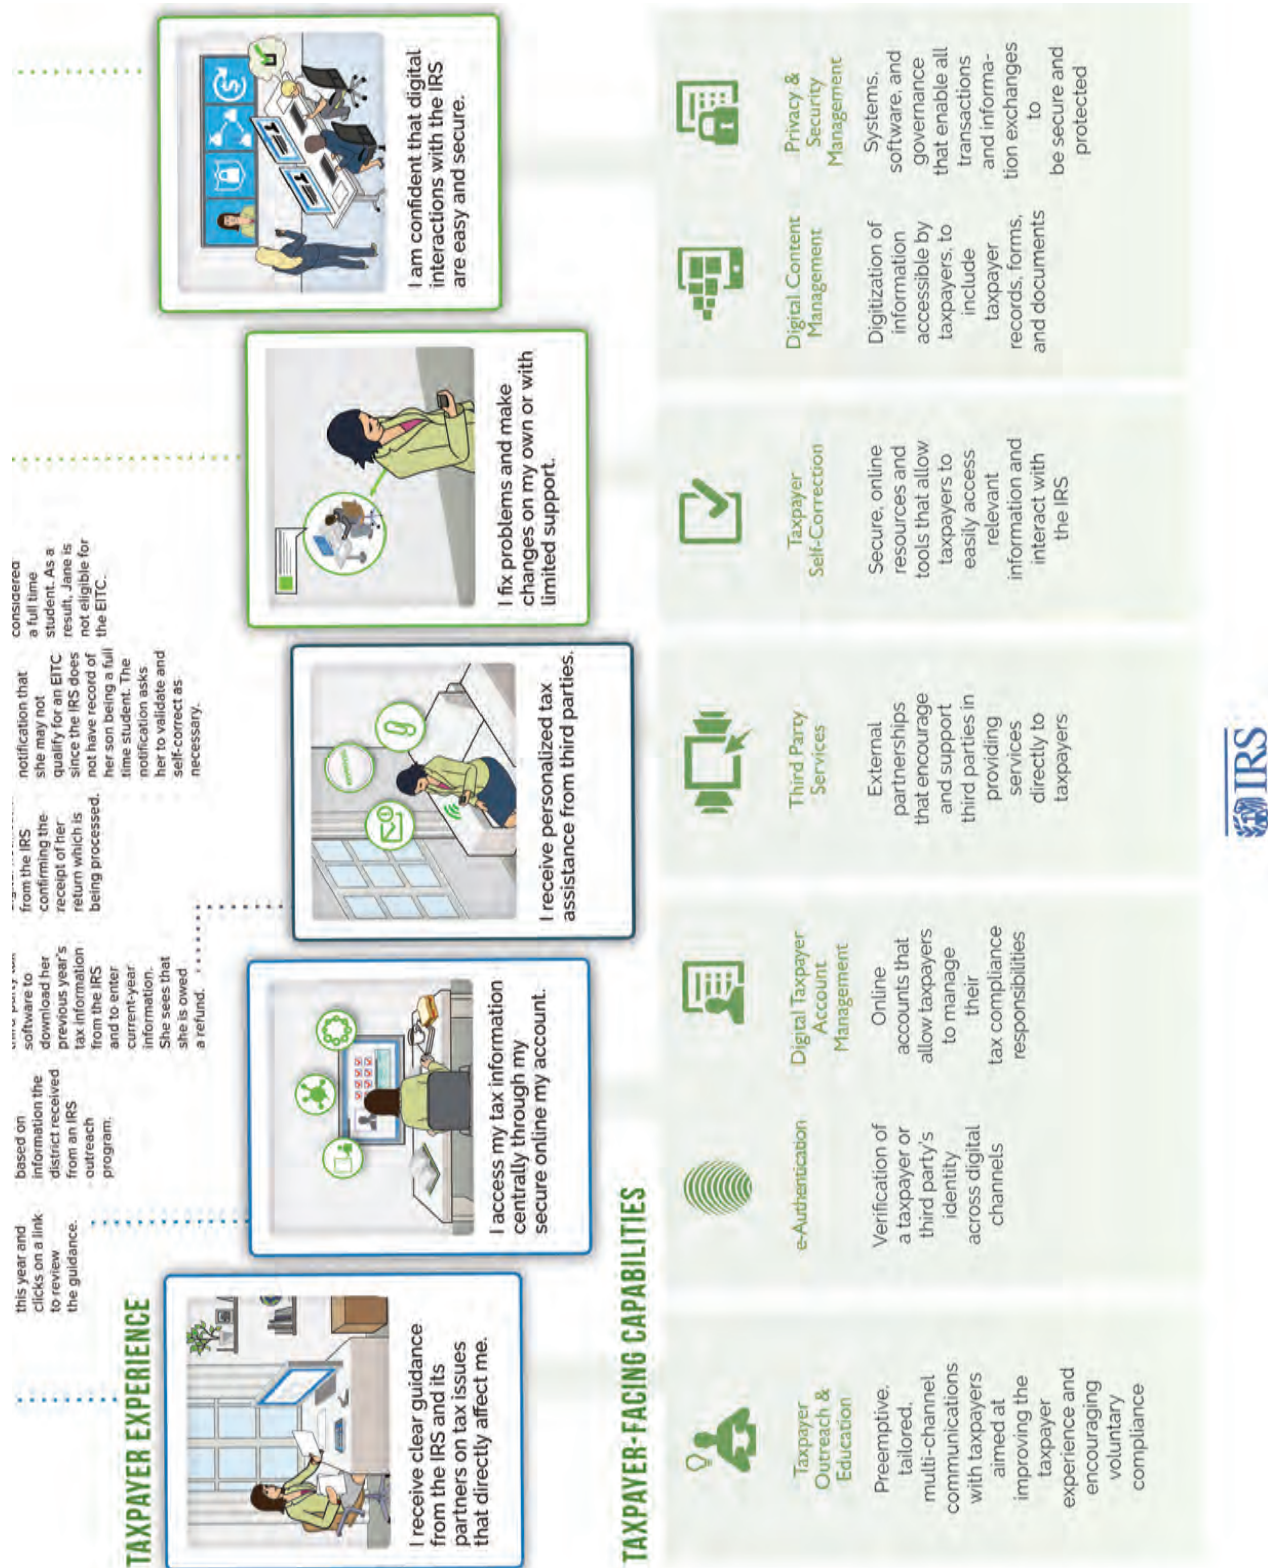 this year and
clicks on a link
to review
the guidance.
based on
information the
district received
from an IRS
outreach
program.
software to
download her
previous year's
tax information
from the IRS
and to enter
current-year
information.
She sees that
she is owed
a refund.
from the IRS
confirming the
receipt of her
return which is
being processed.
notification that
she may not
qualify for an EITC
since the IRS does
not have record of
her son being a full
time student. The
notification asks
her to validate and
self-correct as
necessary.
considered
a full time
student. As a
result, Jane is
not eligible for
the EITC.
TAXPAYER EXPERIENCE
I receive clear guidance
from the IRS and its
partners on tax issues
that directly affect me.
I access my tax information
centrally through my
secure online my account.
I receive personalized tax
assistance from third parties.
I fix problems and make
changes on my own or with
limited support.
I am confident that digital
interactions with the IRS
are easy and secure.
TAXPAYER-FACING CAPABILITIES
Taxpayer
Outreach &
Education
Preemptive,
tailored,
multi-channel
communications
with taxpayers
aimed at
improving the
taxpayer
experience and
encouraging
voluntary
compliance
e-Authentication
Verification of
a taxpayer or
third party's
identity
across digital
channels
Digital Taxpayer
Account
Management
Online
accounts that
allow taxpayers
to manage
their
tax compliance
responsibilities
Third Party
Services
External
partnerships
that encourage
and support
third parties in
providing
services
directly to
taxpayers
Taxpayer
Self-Correction
Secure, online
resources and
tools that allow
taxpayers to
easily access
relevant
information and
interact with
the IRS
Digital Content
Management
Digitization of
information
accessible by
taxpayers, to
include
taxpayer
records, forms,
and documents
Privacy &
Security
Management
Systems,
software, and
governance
that enable all
transactions
and informa-
tion exchanges
to
be secure and
protected
IRS